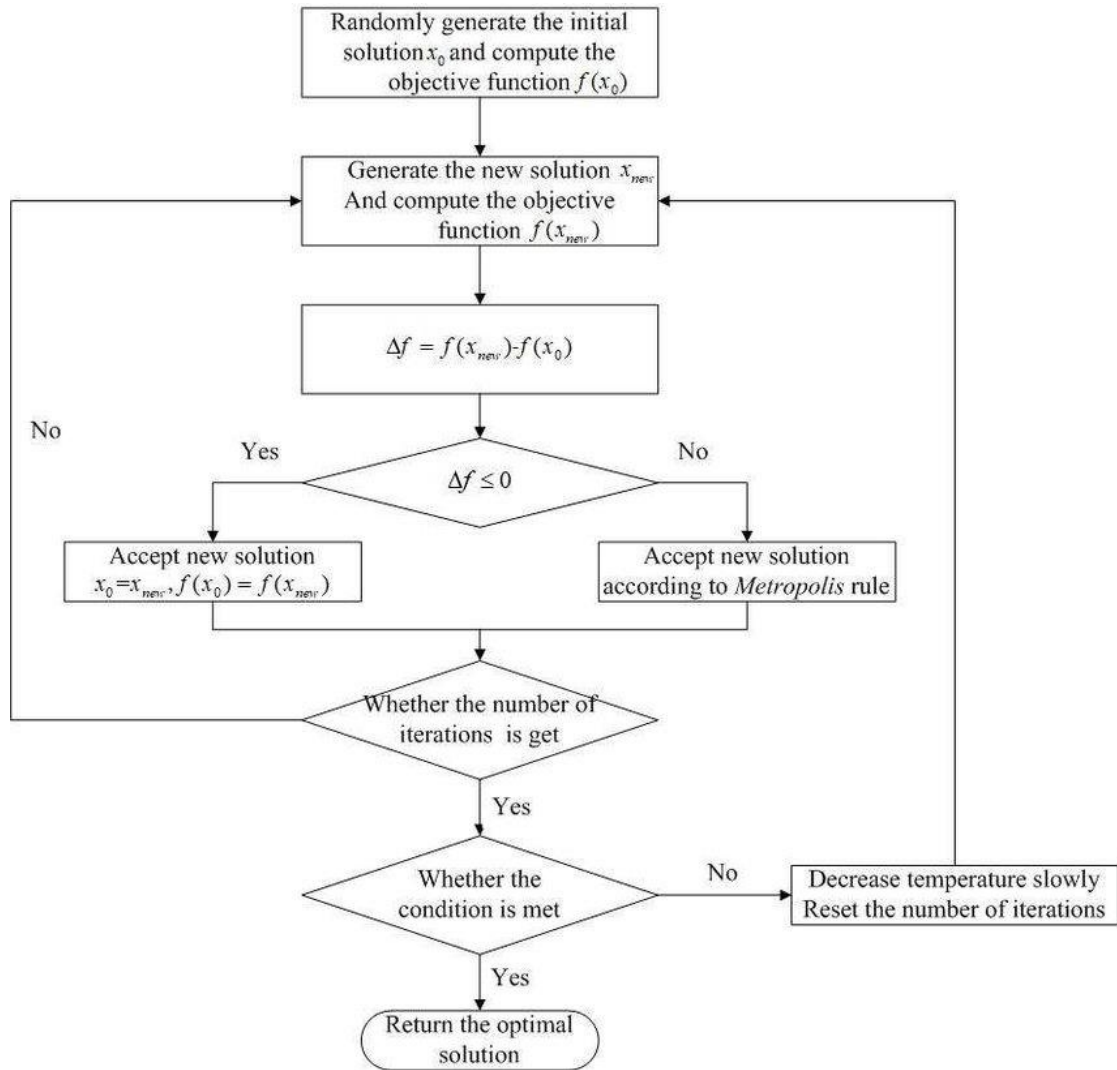 Randomly generate the initial
solution x₀ and compute the
objective function f(x₀)
Generate the new solution xₙₑw
And compute the objective
function f(xₙₑw)
Δf = f(xₙₑw)-f(x₀)
No
Yes
No
Δf ≤ 0
Accept new solution
x₀=xₙₑw, f(x₀) = f(xₙₑw)
Accept new solution
according to Metropolis rule
Whether the number of
iterations is get
Yes
Whether the
condition is met
No
Decrease temperature slowly
Reset the number of iterations
Yes
Return the optimal
solution